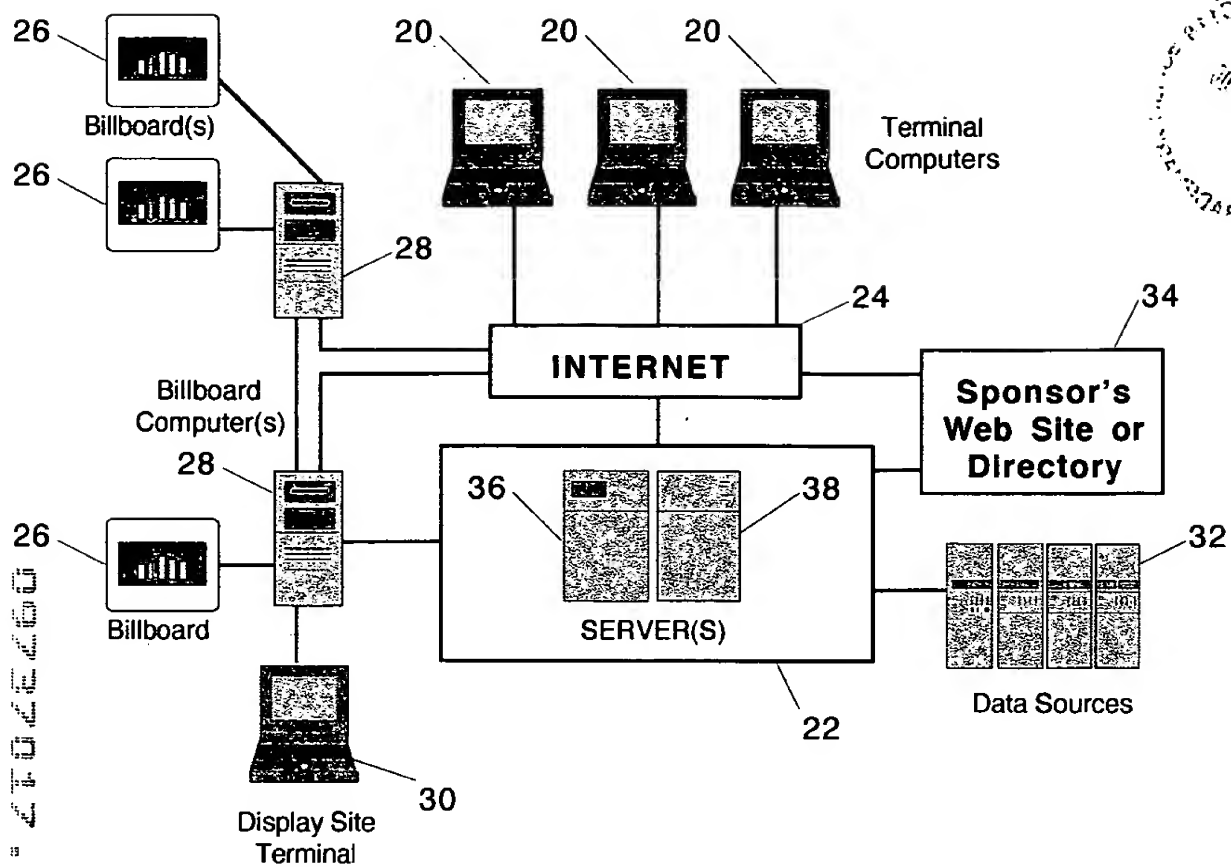 26
20
20
20
Billboard(s)
Terminal
Computers
26
28
24
34
INTERNET
Sponsor's
Web Site or
Directory
Billboard
Computer(s)
28
36
38
26
32
SERVER(S)
Billboard
Data Sources
22
30
Display Site
Terminal